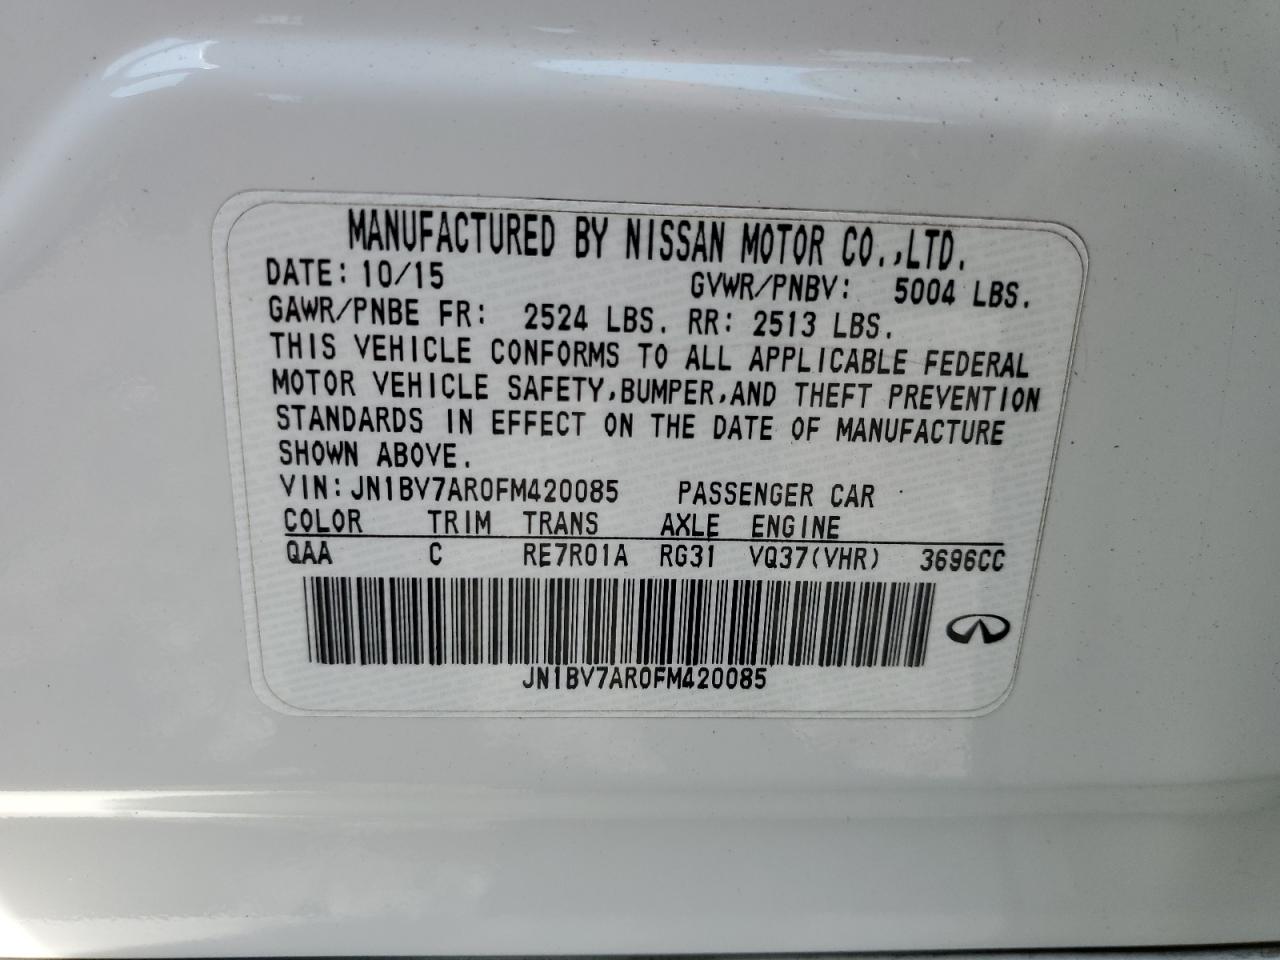 MANUFACTURED BY NISSAN MOTOR CO.,LTD.
DATE: 10/15 GVWR/PNBV: 5004 LBS.
GAWR/PNBE FR: 2524 LBS. RR: 2513 LBS.
THIS VEHICLE CONFORMS TO ALL APPLICABLE FEDERAL
MOTOR VEHICLE SAFETY,BUMPER,AND THEFT PREVENTION
STANDARDS IN EFFECT ON THE DATE OF MANUFACTURE
SHOWN ABOVE.
VIN:JN1BV7AR0FM420085 PASSENGER CAR
COLOR TRIM TRANS AXLE ENGINE
QAA C RE7R01A RG31 VQ37(VHR) 3696CC
JN1BV7AR0FM420085